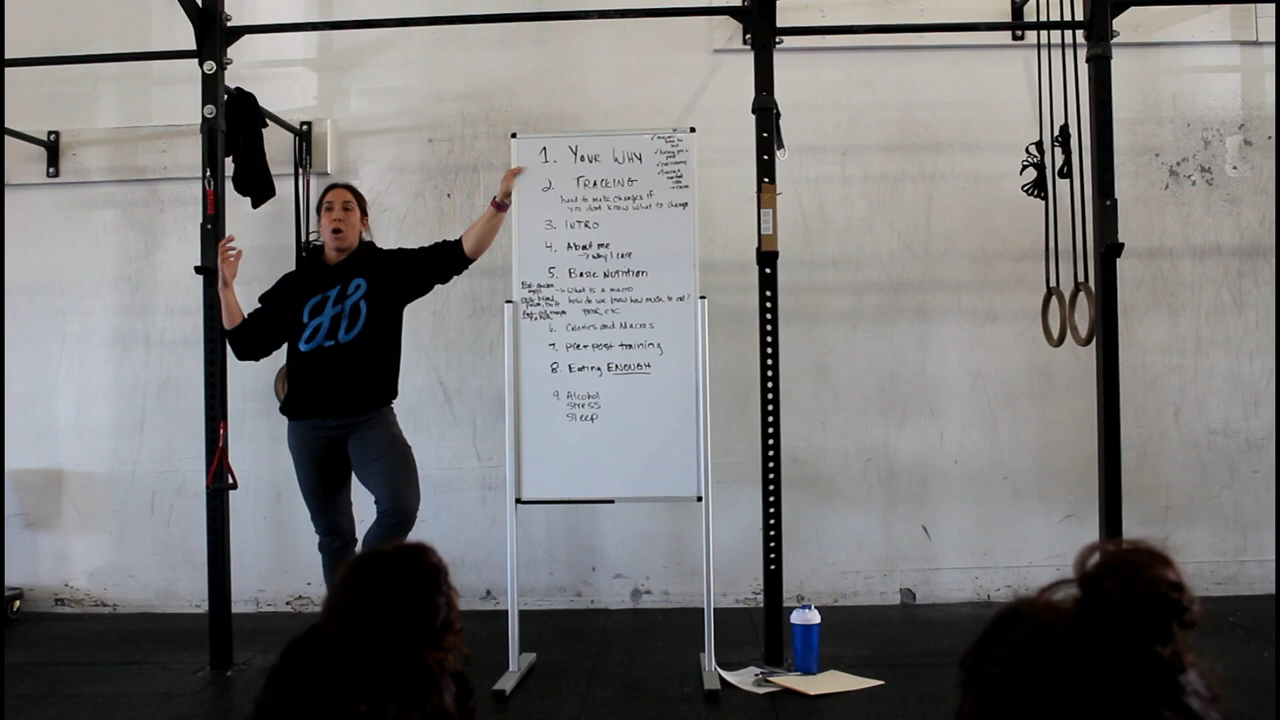 1. Your Why
2. Tracking
hard to make changes if
you dont know what to change
3. INTRO
4. About me
→ why I care
5. Basic Nutrition
→ What is a macro
how do we know how much to eat?
BMR, etc
6. Calories and Macros
7. pre + post training
8. Eating ENOUGH
9. Alcohol
Stress
Sleep